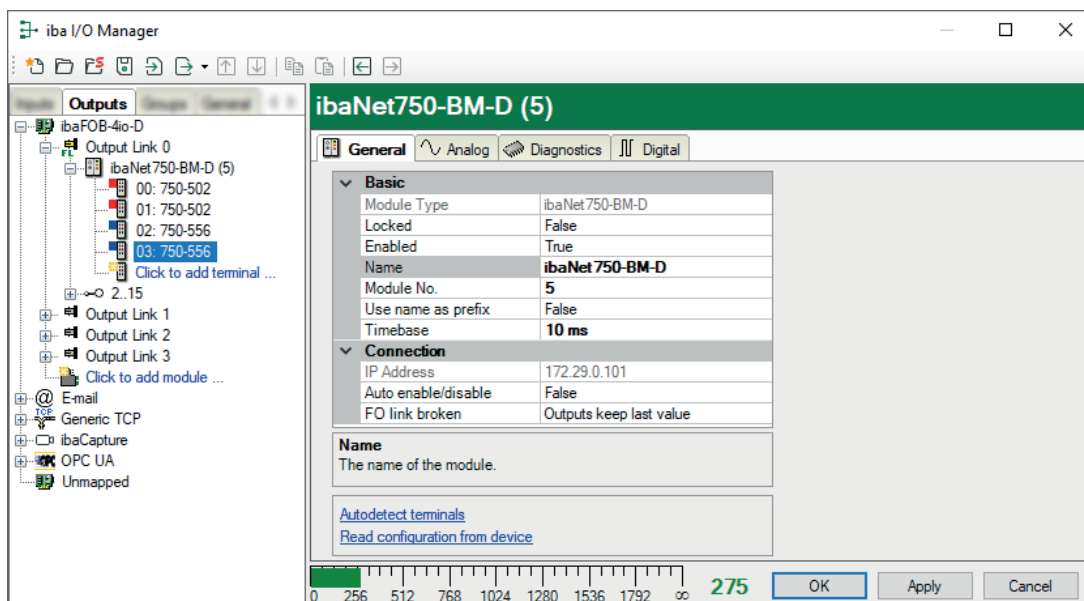 iba I/O Manager
Inputs Outputs Groups General
ibaFOB-4io-D
Output Link 0
ibaNet750-BM-D (5)
00: 750-502
01: 750-502
02: 750-556
03: 750-556
Click to add terminal ...
2..15
Output Link 1
Output Link 2
Output Link 3
Click to add module ...
E-mail
Generic TCP
ibaCapture
OPC UA
Unmapped
ibaNet750-BM-D (5)
General Analog Diagnostics Digital
Basic
Module Type ibaNet750-BM-D
Locked False
Enabled True
Name ibaNet750-BM-D
Module No. 5
Use name as prefix False
Timebase 10 ms
Connection
IP Address 172.29.0.101
Auto enable/disable False
FO link broken Outputs keep last value
Name
The name of the module.
Autodetect terminals
Read configuration from device
0 256 512 768 1024 1280 1536 1792 ∞ 275 OK Apply Cancel